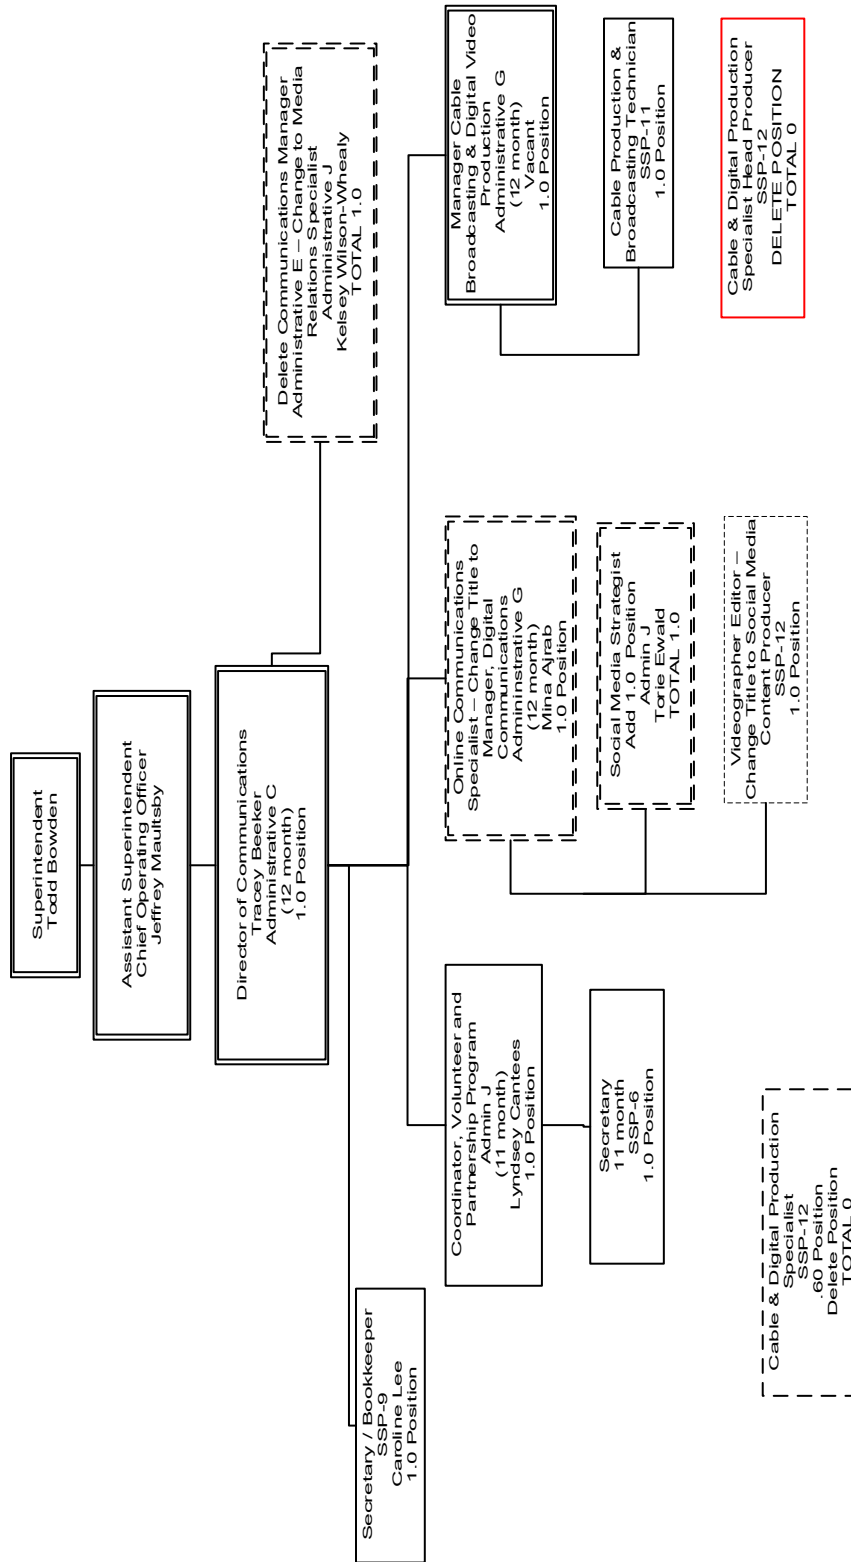 Superintendent
Todd Bowden
Assistant Superintendent
Chief Operating Officer
Jeffrey Maultsby
Director of Communications
Tracey Beeker
Administrative C
(12 month)
1.0 Position
Delete Communications Manager
Administrative E – Change to Media
Relations Specialist
Administrative J
Kelsey Wilson-Whealy
TOTAL 1.0
Secretary / Bookkeeper
SSP-9
Caroline Lee
1.0 Position
Coordinator, Volunteer and
Partnership Program
Admin J
(11 month)
Lyndsey Cantees
1.0 Position
Secretary
11 month
SSP-6
1.0 Position
Online Communications
Specialist – Change Title to
Manager, Digital
Communications
Admininstrative G
(12 month)
Mina Ajrab
1.0 Position
Social Media Strategist
Add 1.0 Position
Admin J
Torie Ewald
TOTAL 1.0
Videographer Editor –
Change Title to Social Media
Content Producer
SSP-12
1.0 Position
Manager Cable
Broadcasting & Digital Video
Production
Administrative G
(12 month)
Vacant
1.0 Position
Cable Production &
Broadcasting Technician
SSP-11
1.0 Position
Cable & Digital Production
Specialist Head Producer
SSP-12
DELETE POSITION
TOTAL 0
Cable & Digital Production
Specialist
SSP-12
.60 Position
Delete Position
TOTAL 0